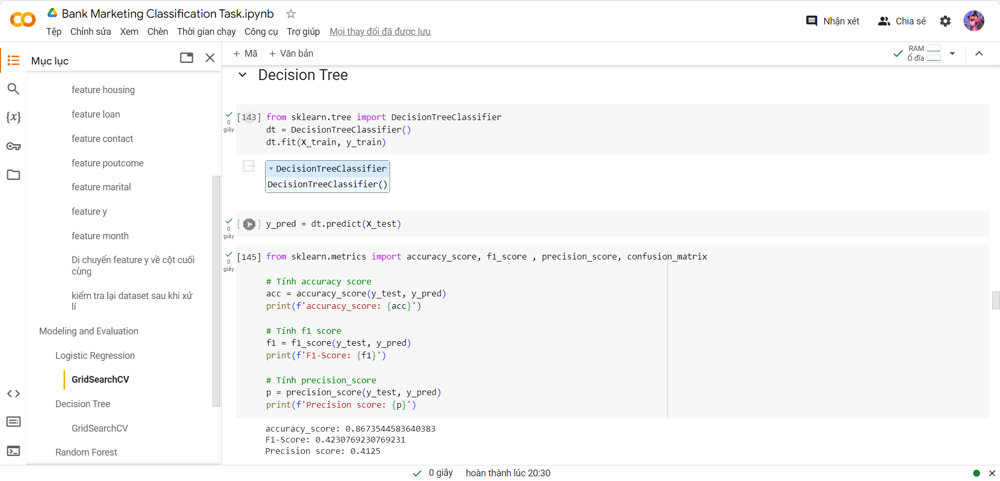 Bank Marketing Classification Task.ipynb
Tệp Chỉnh sửa Xem Chèn Thời gian chạy Công cụ Trợ giúp Mọi thay đổi đã được lưu
Nhận xét
Chia sẻ
Mục lục
feature housing
feature loan
feature contact
feature poutcome
feature marital
feature y
feature month
Di chuyển feature y về cột cuối
cùng
kiểm tra lại dataset sau khi xử
lí
Modeling and Evaluation
Logistic Regression
GridSearchCV
Decision Tree
GridSearchCV
Random Forest
+ Mã + Văn bản
RAM
Ổ đĩa
Decision Tree
0
giây
[143] from sklearn.tree import DecisionTreeClassifier
dt = DecisionTreeClassifier()
dt.fit(X_train, y_train)
DecisionTreeClassifier
DecisionTreeClassifier()
0
giây
y_pred = dt.predict(X_test)
0
giây
[145] from sklearn.metrics import accuracy_score, f1_score , precision_score, confusion_matrix
# Tính accuracy score
acc = accuracy_score(y_test, y_pred)
print(f'accuracy_score: {acc}')
# Tính f1 score
f1 = f1_score(y_test, y_pred)
print(f'F1-Score: {f1}')
# Tính precision_score
p = precision_score(y_test, y_pred)
print(f'Precision score: {p}')
accuracy_score: 0.8673544583640383
F1-Score: 0.4230769230769231
Precision score: 0.4125
0 giây hoàn thành lúc 20:30